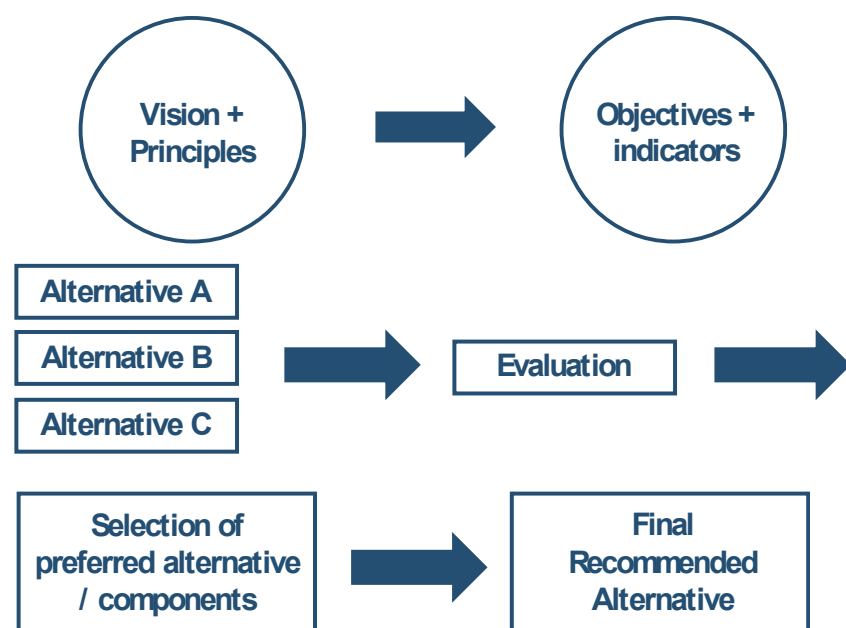 Vision +
Principles
Objectives +
indicators
Alternative A
Alternative B
Alternative C
Evaluation
Selection of
preferred alternative
/ components
Final
Recommended
Alternative